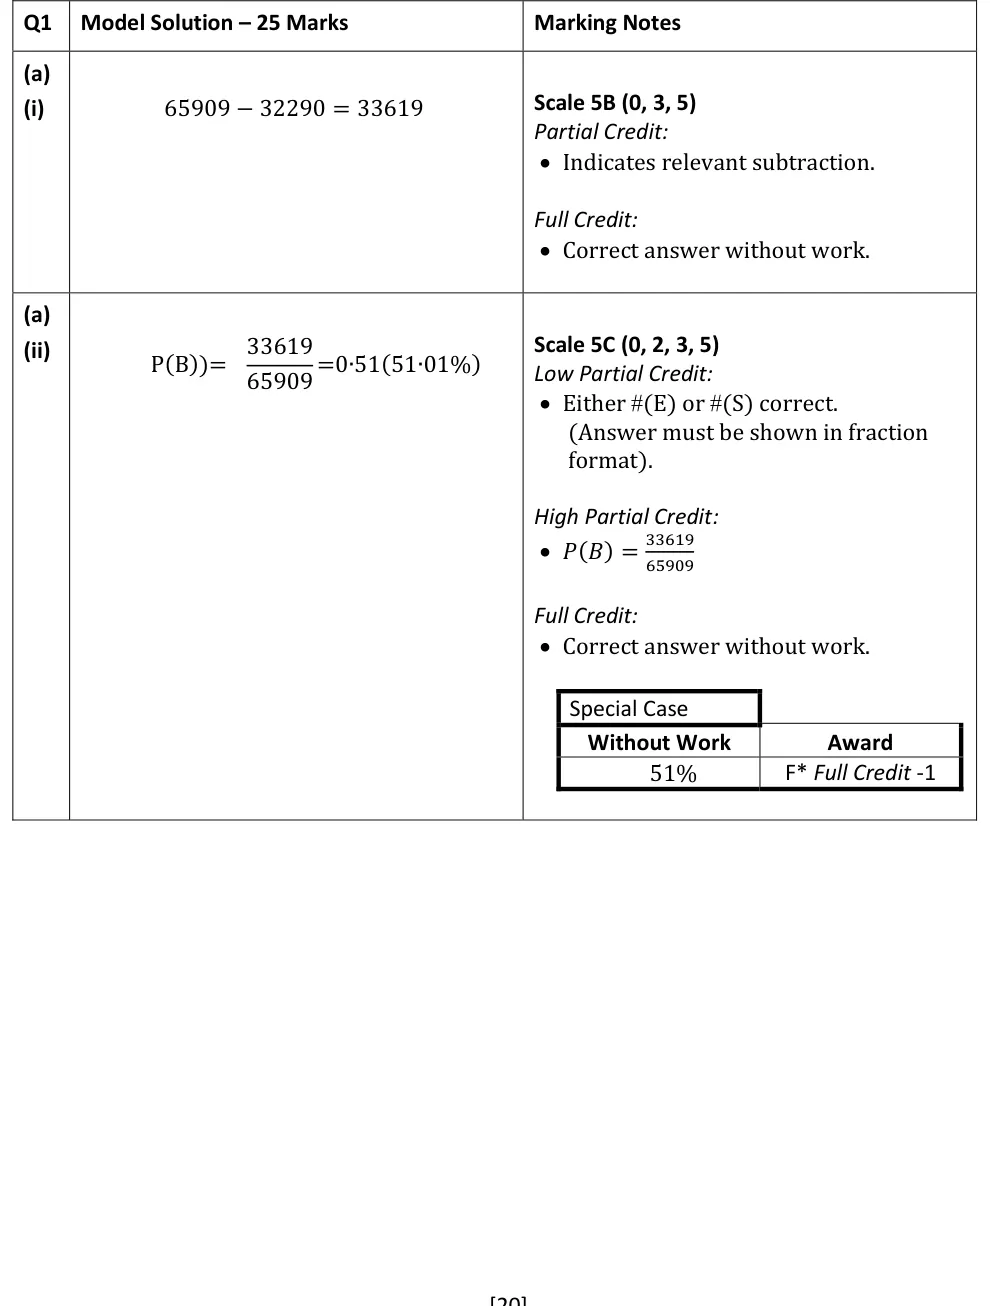 Q1 Model Solution – 25 Marks Marking Notes
(a)
(i)
65909 − 32290 = 33619
Scale 5B (0, 3, 5)
Partial Credit:
• Indicates relevant subtraction.
Full Credit:
• Correct answer without work.
(a)
(ii)
P(B))= 33619/65909 =0·51(51·01%)
Scale 5C (0, 2, 3, 5)
Low Partial Credit:
• Either #(E) or #(S) correct.
(Answer must be shown in fraction
format).
High Partial Credit:
• P(B) = 33619/65909
Full Credit:
• Correct answer without work.
Special Case
Without Work Award
51% F* Full Credit -1
[20]